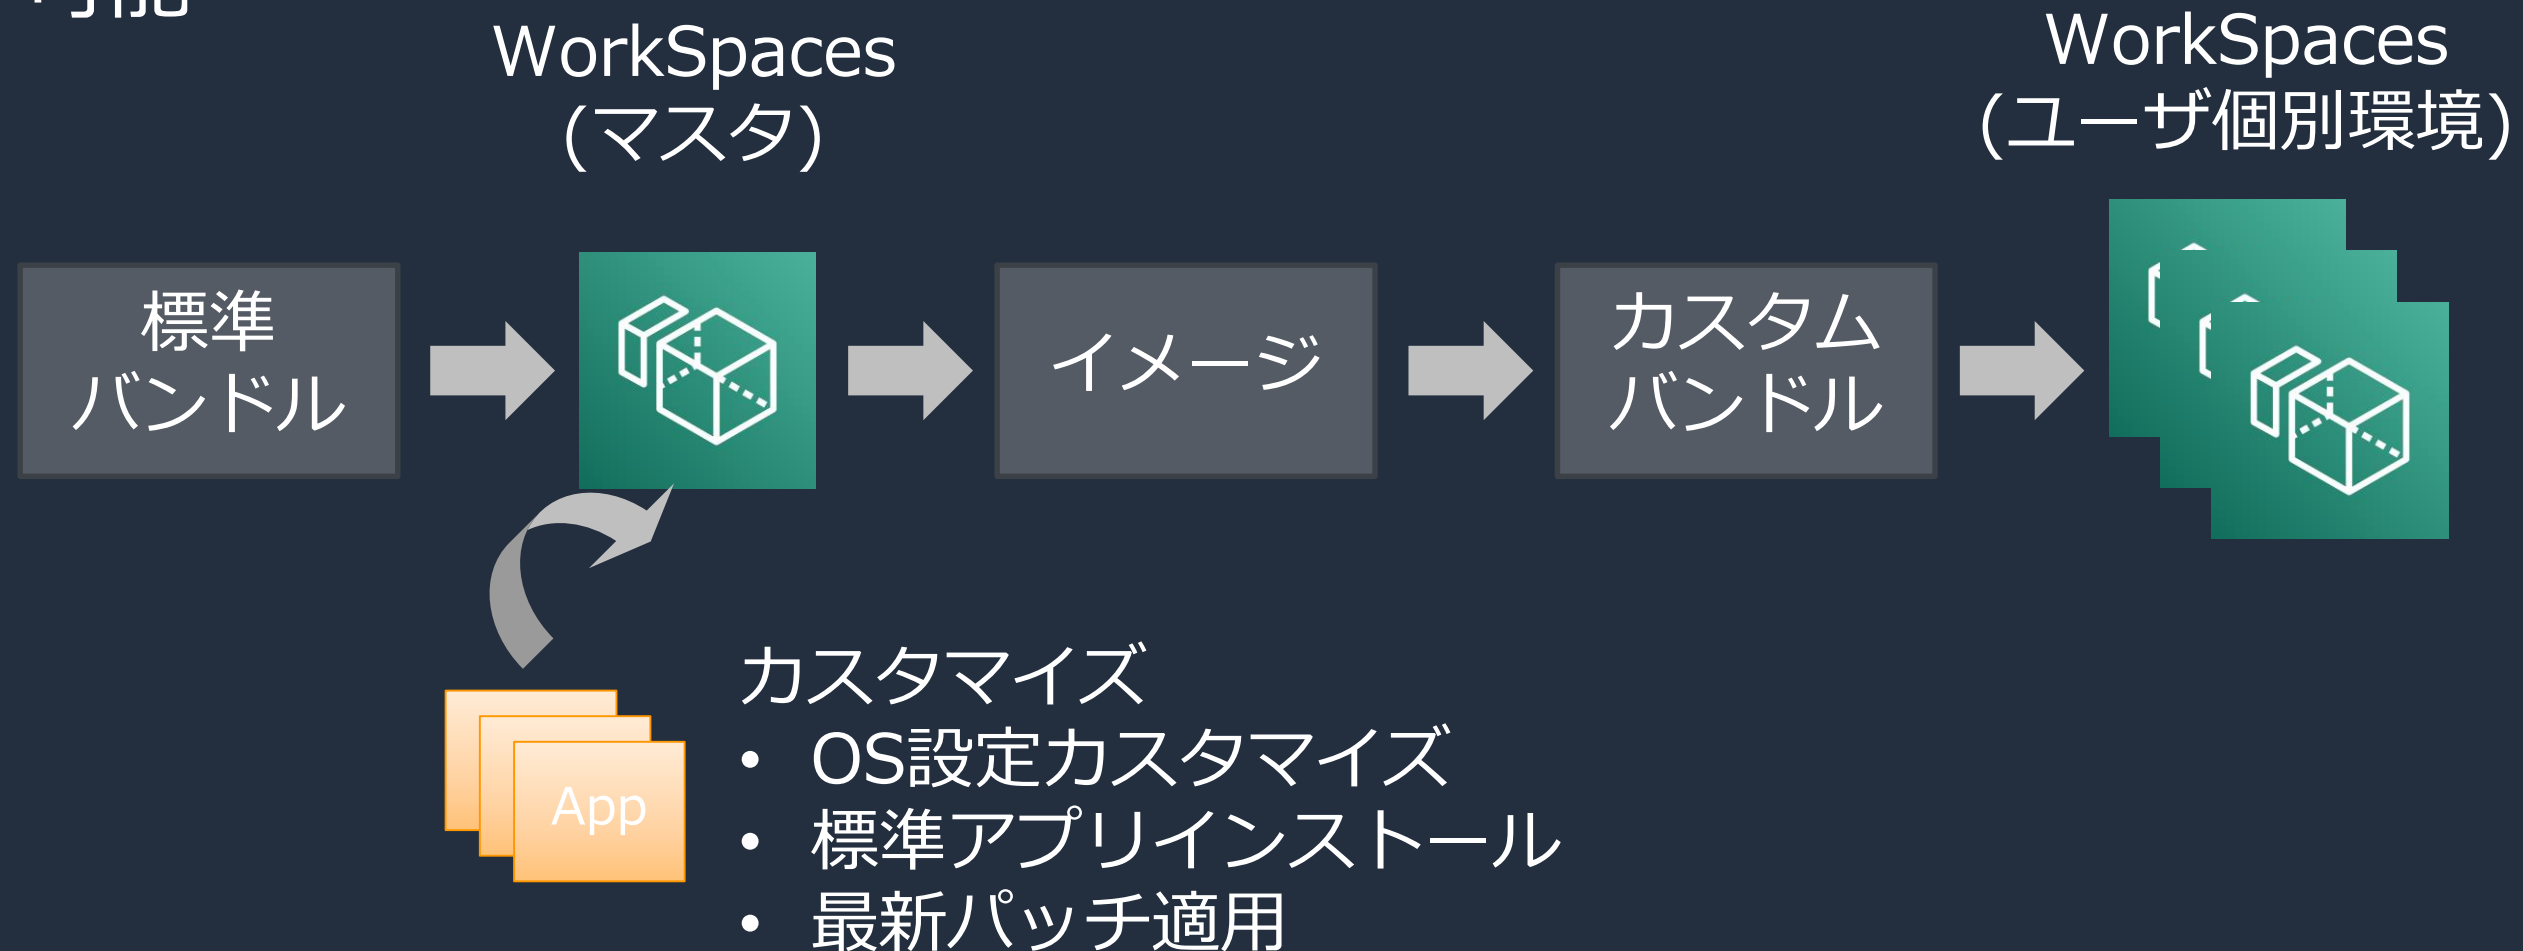 可能
WorkSpaces
(マスタ)
WorkSpaces
(ユーザ個別環境)
標準
バンドル
イメージ
カスタム
バンドル
App
カスタマイズ
• OS設定カスタマイズ
• 標準アプリインストール
• 最新パッチ適用